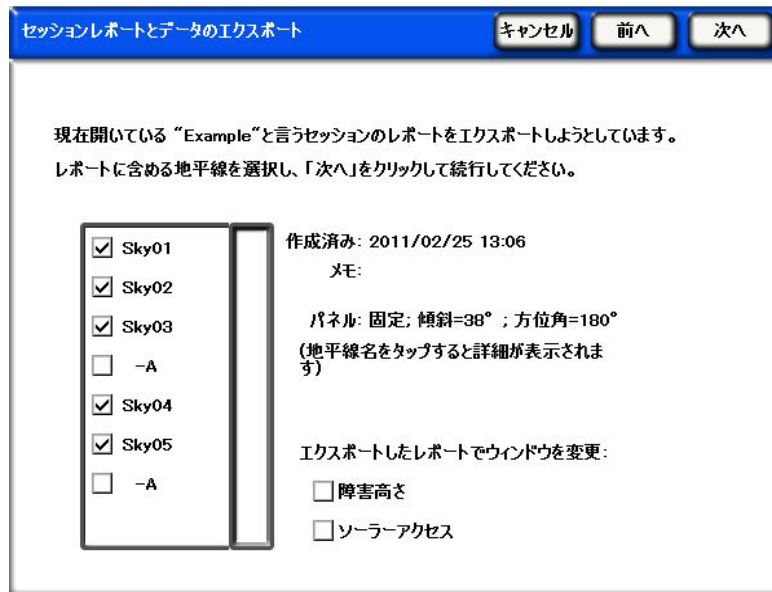 セッションレポートとデータのエクスポート
キャンセル
前へ
次へ
現在開いている “Example”と言うセッションのレポートをエクスポートしようとしています。
レポートに含める地平線を選択し、「次へ」をクリックして続行してください。
Sky01
Sky02
Sky03
-A
Sky04
Sky05
-A
作成済み: 2011/02/25 13:06
メモ:
パネル: 固定; 傾斜=38° ; 方位角=180°
(地平線名をタップすると詳細が表示されま
す)
エクスポートしたレポートでウィンドウを変更:
障害高さ
ソーラーアクセス